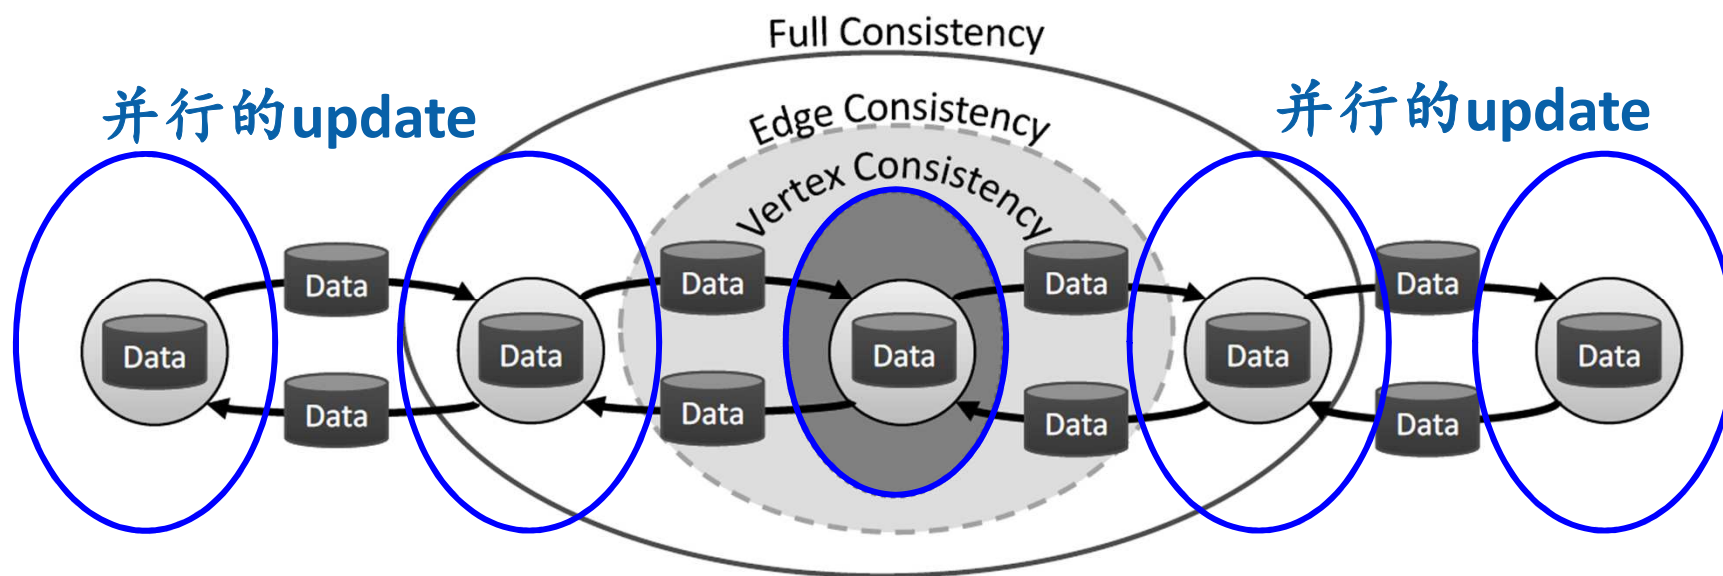 Full Consistency
并行的update
Edge Consistency
并行的update
Vertex Consistency
Data
Data
Data
Data
Data
Data
Data
Data
Data
Data
Data
Data
Data